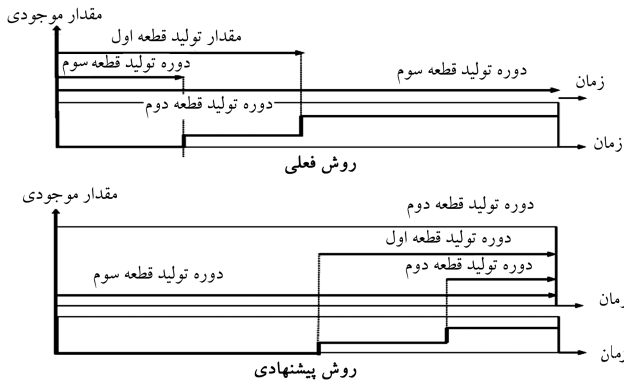 مقدار موجودی
مقدار تولید قطعه اول
دوره تولید قطعه سوم
دوره تولید قطعه سوم
زمان
دوره تولید قطعه دوم
زمان
روش فعلی
مقدار موجودی
دوره تولید قطعه دوم
دوره تولید قطعه اول
دوره تولید قطعه دوم
دوره تولید قطعه سوم
زمان
زمان
روش پیشنهادی